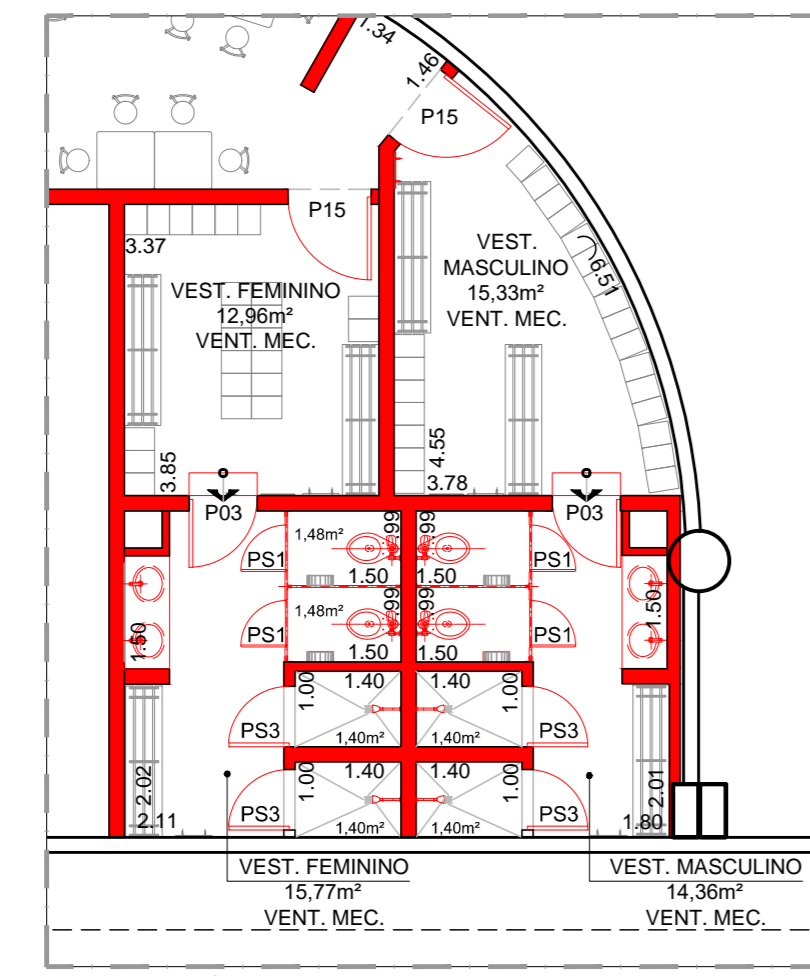 1.34
1.46
P15
P15
3.37
VEST. FEMININO
12,96m²
VENT. MEC.
VEST.
MASCULINO
15,33m²
VENT. MEC.
6.51
3.85
4.55
3.78
P03
P03
1,48m²
.99
.99
PS1
PS1
1.50
1.50
1,48m²
.99
.99
1.50
1.50
PS1
PS1
1.50
1.50
1.00
1.40
1.40
1.00
PS3
PS3
1,40m²
1,40m²
1.00
1.40
1.40
1.00
2.02
2.01
PS3
PS3
2.11
1,40m²
1,40m²
1.80
VEST. FEMININO
15,77m²
VENT. MEC.
VEST. MASCULINO
14,36m²
VENT. MEC.